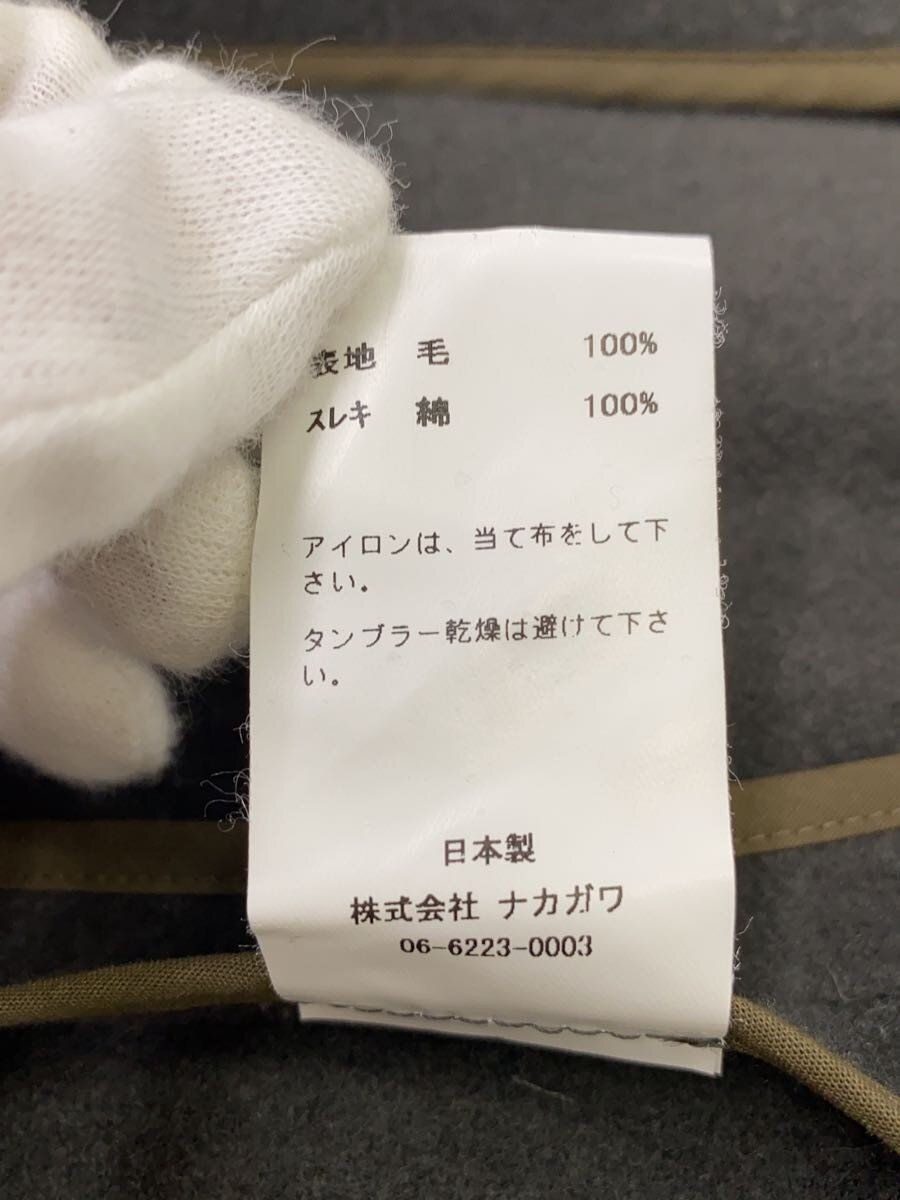 表地 毛 100%
スレキ 綿 100%
アイロンは、当て布をして下
さい。
タンブラー乾燥は避けて下さ
い。
日本製
株式会社 ナカガワ
06-6223-0003